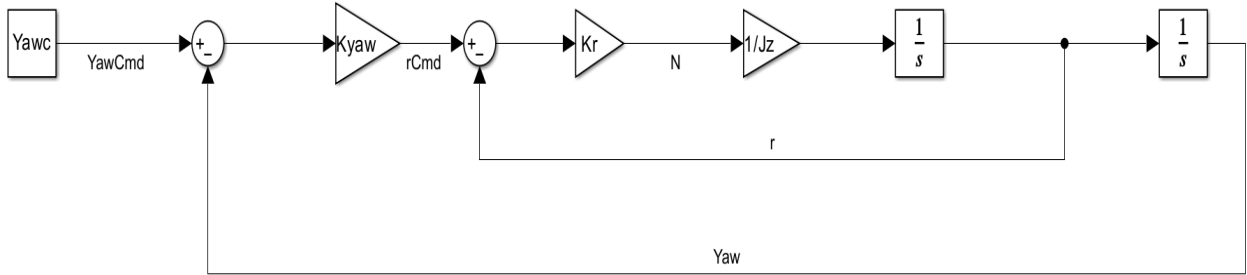 Yawc
YawCmd
+
−
Kyaw
rCmd
+
−
Kr
N
1/Jz
1
s
1
s
r
Yaw